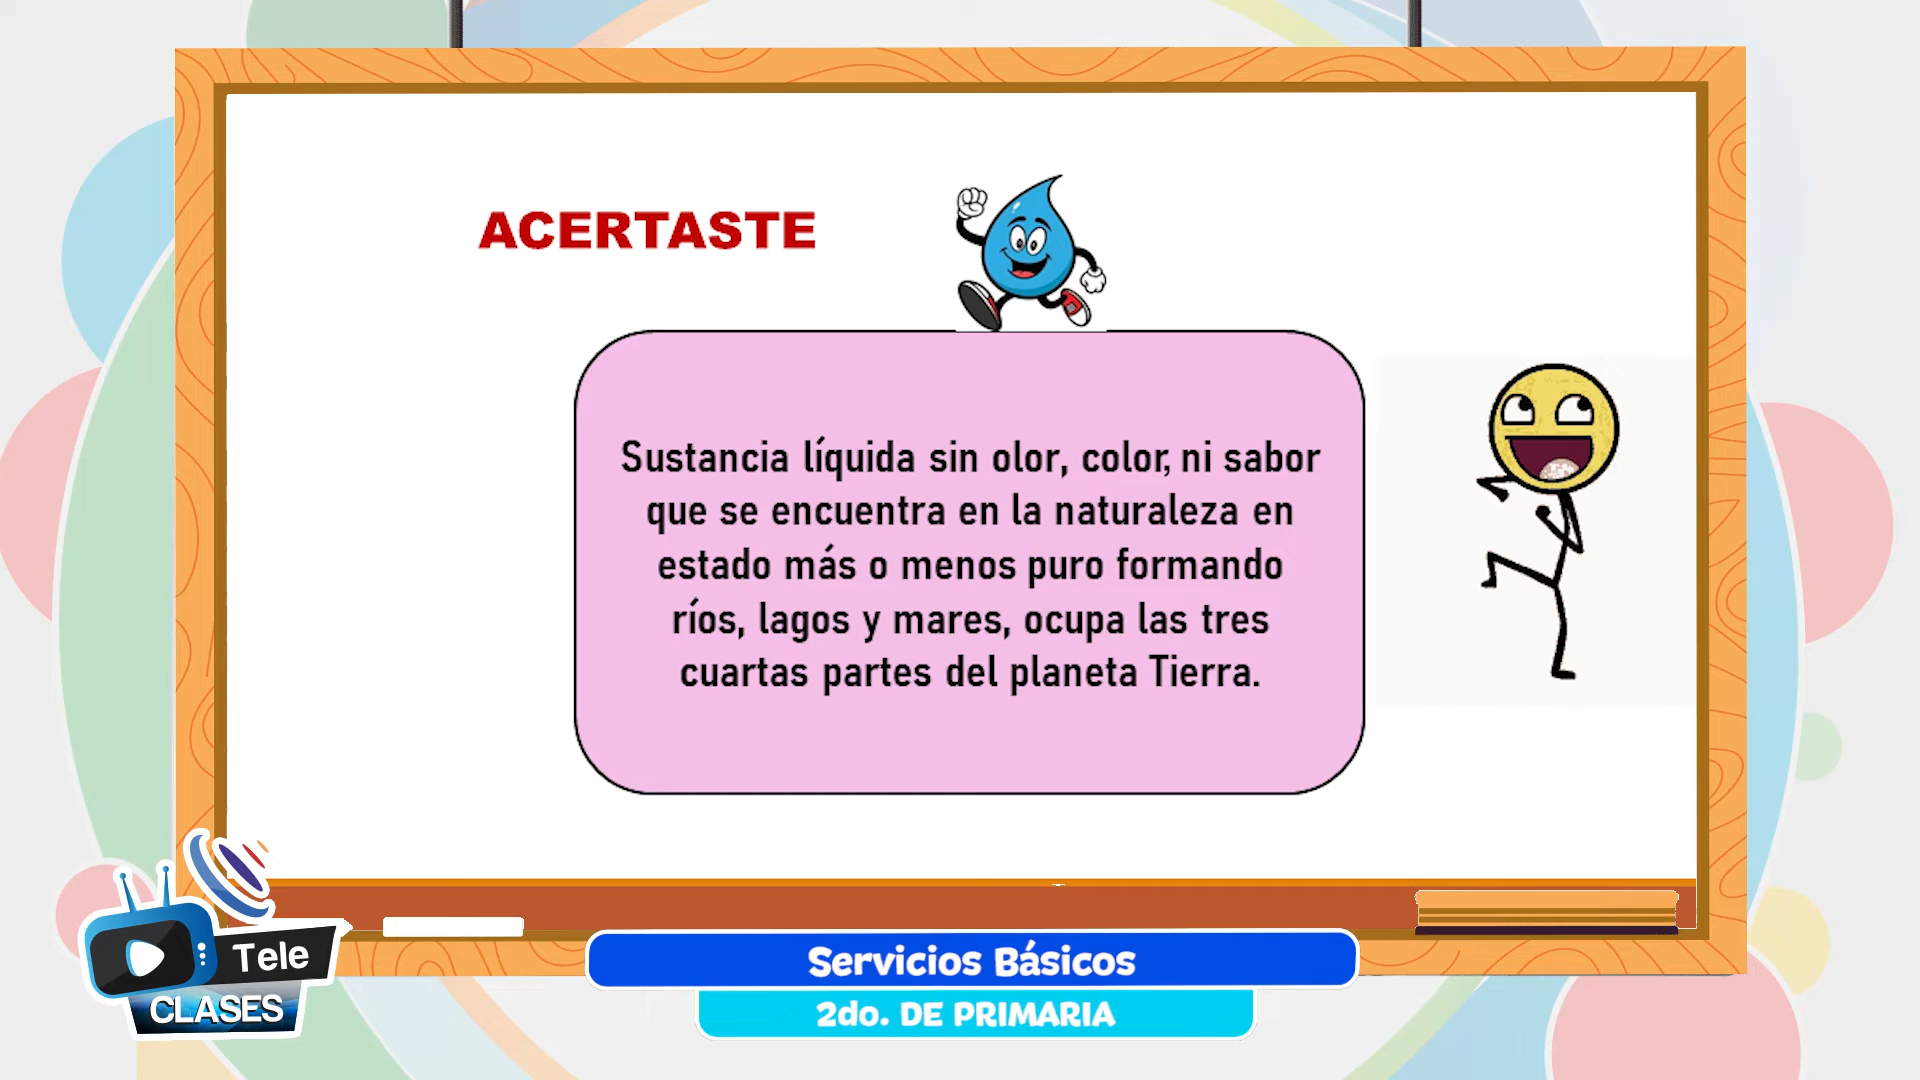 ACERTASTE
Sustancia líquida sin olor, color, ni sabor
que se encuentra en la naturaleza en
estado más o menos puro formando
ríos, lagos y mares, ocupa las tres
cuartas partes del planeta Tierra.
Tele
CLASES
Servicios Básicos
2do. DE PRIMARIA